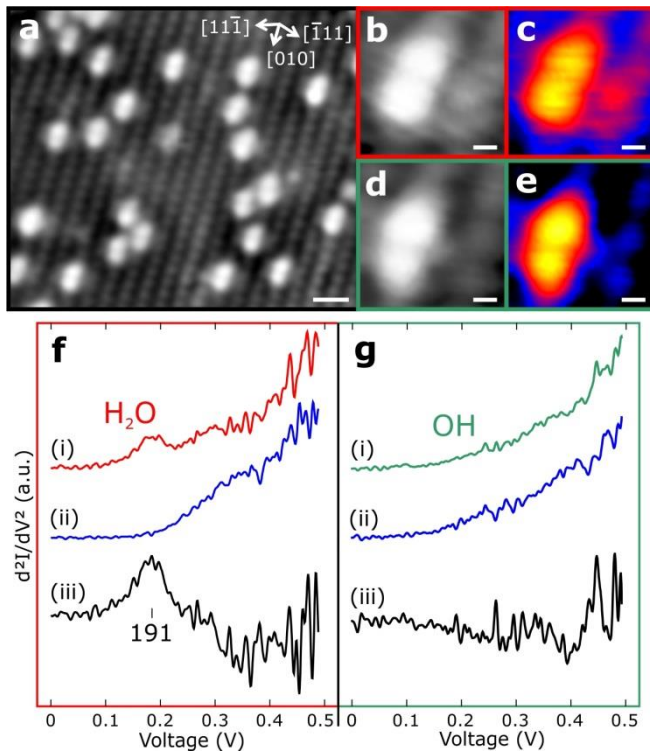 a
[111̅]
[1̅11]
[010]
b
c
d
e
f
H₂O
(i)
(ii)
(iii)
191
d²I/dV² (a.u.)
0 0.1 0.2 0.3 0.4 0.5
Voltage (V)
g
OH
(i)
(ii)
(iii)
0 0.1 0.2 0.3 0.4 0.5
Voltage (V)